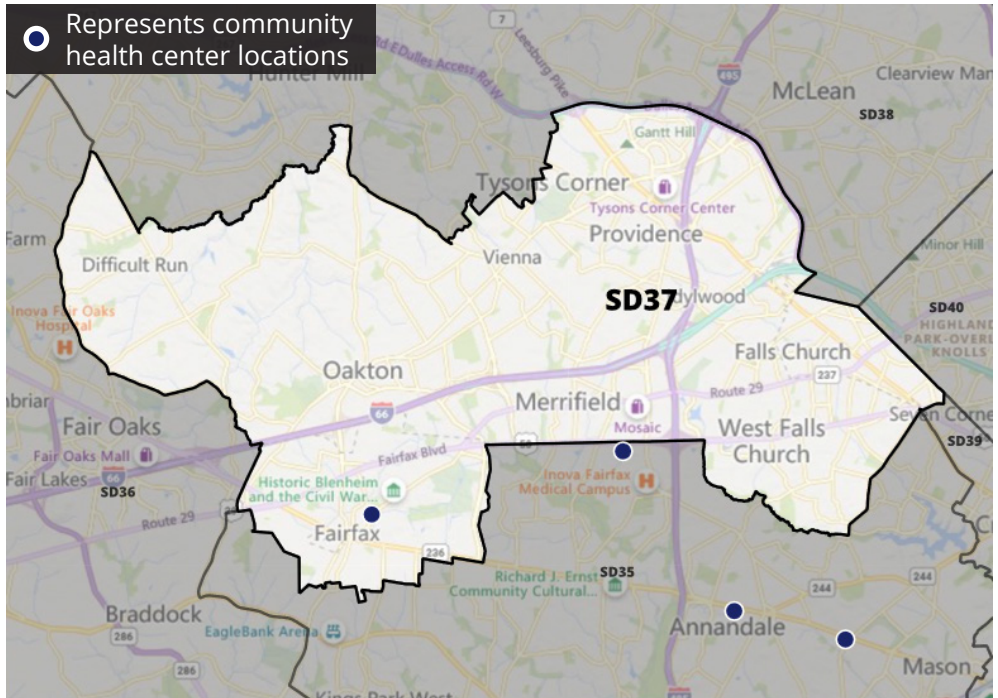 Represents community
health center locations
Hunter Mill
Rd EDulles Access Rd W
7
Leesburg Pike
495
McLean
Clearview Man
SD38
Gantt Hill
Tysons Corner
Tysons Corner Center
Providence
Farm
Difficult Run
Vienna
Minor Hill
SD37
dylwood
SD40
HIGHLAND
PARK-OVERL
KNOLLS
Inova Fair Oaks
Hospital
Falls Church
237
Oakton
Route 29
66
Merrifield
Mosaic
nbriar
Fair Oaks
Seven Corne
SD39
West Falls
Church
Fairfax Blvd
Fair Oaks Mall
Fair Lakes
66
SD36
Inova Fairfax
Medical Campus
Historic Blenheim
and the Civil War...
Route 29
Fairfax
236
SD35
Richard J. Ernst
Community Cultural...
244
244
Braddock
286
EagleBank Arena
Annandale
286
Mason
Kings Park West